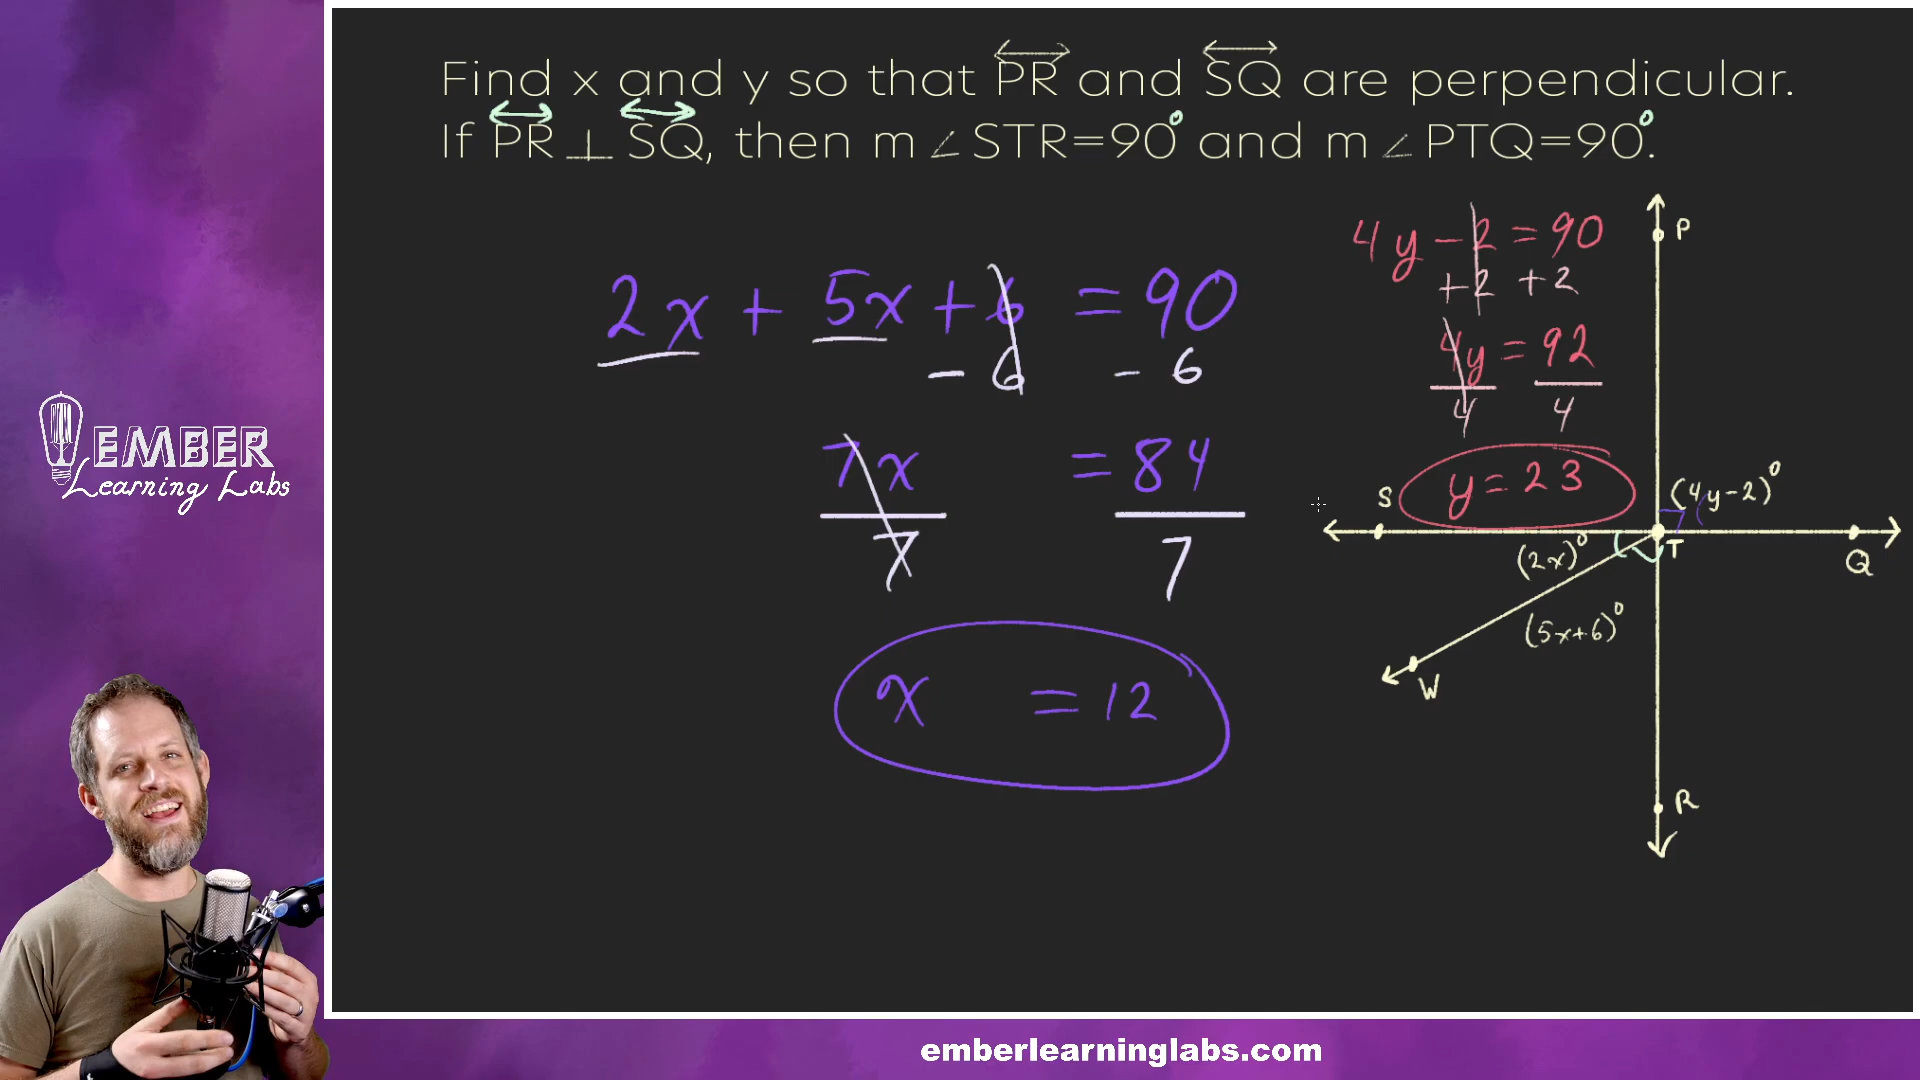 Find x and y so that PR and SQ are perpendicular.
If PR ⊥ SQ, then m∠STR=90° and m∠PTQ=90°.
2x + 5x + 6 = 90
- 6 - 6
7x = 84
7 7
x = 12
4y - 2 = 90
+2 +2
4y = 92
4 4
y = 23
P
S
(4y-2)°
T
Q
(2x)°
(5x+6)°
W
R
EMBER
Learning Labs
emberlearninglabs.com